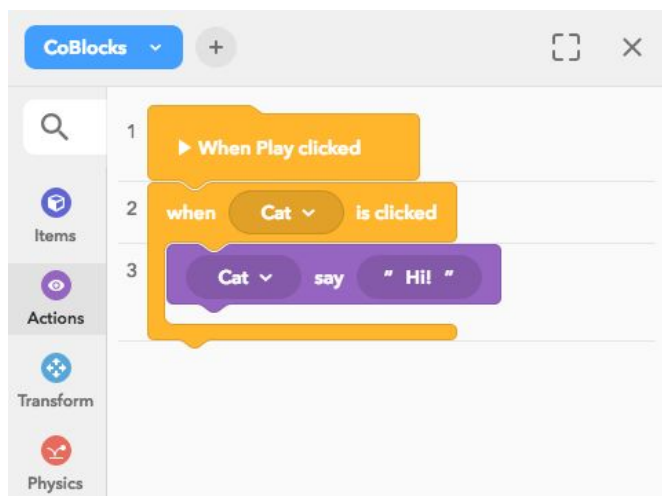 CoBlocks
+
1
When Play clicked
Items
2
when Cat is clicked
Actions
3
Cat say " Hi! "
Transform
Physics